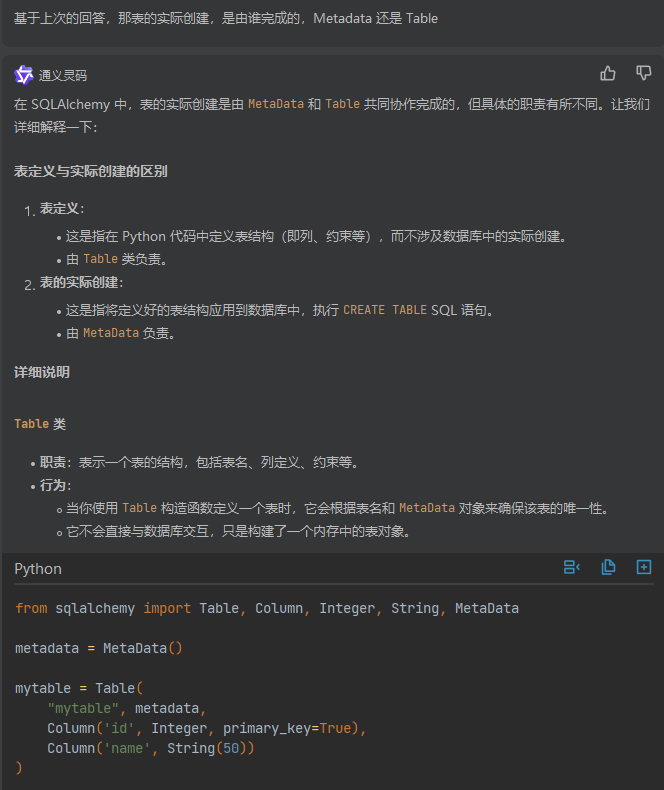 基于上次的回答，那表的实际创建，是由谁完成的，Metadata 还是 Table
通义灵码
在 SQLAlchemy 中，表的实际创建是由 MetaData 和 Table 共同协作完成的，但具体的职责有所不同。让我们
详细解释一下：
表定义与实际创建的区别
1. 表定义：
• 这是指在 Python 代码中定义表结构（即列、约束等），而不涉及数据库中的实际创建。
• 由 Table 类负责。
2. 表的实际创建：
• 这是指将定义好的表结构应用到数据库中，执行 CREATE TABLE SQL 语句。
• 由 MetaData 负责。
详细说明
Table 类
• 职责：表示一个表的结构，包括表名、列定义、约束等。
• 行为：
○ 当你使用 Table 构造函数定义一个表时，它会根据表名和 MetaData 对象来确保该表的唯一性。
○ 它不会直接与数据库交互，只是构建了一个内存中的表对象。
Python
from sqlalchemy import Table, Column, Integer, String, MetaData
metadata = MetaData()
mytable = Table(
    "mytable", metadata,
    Column('id', Integer, primary_key=True),
    Column('name', String(50))
)